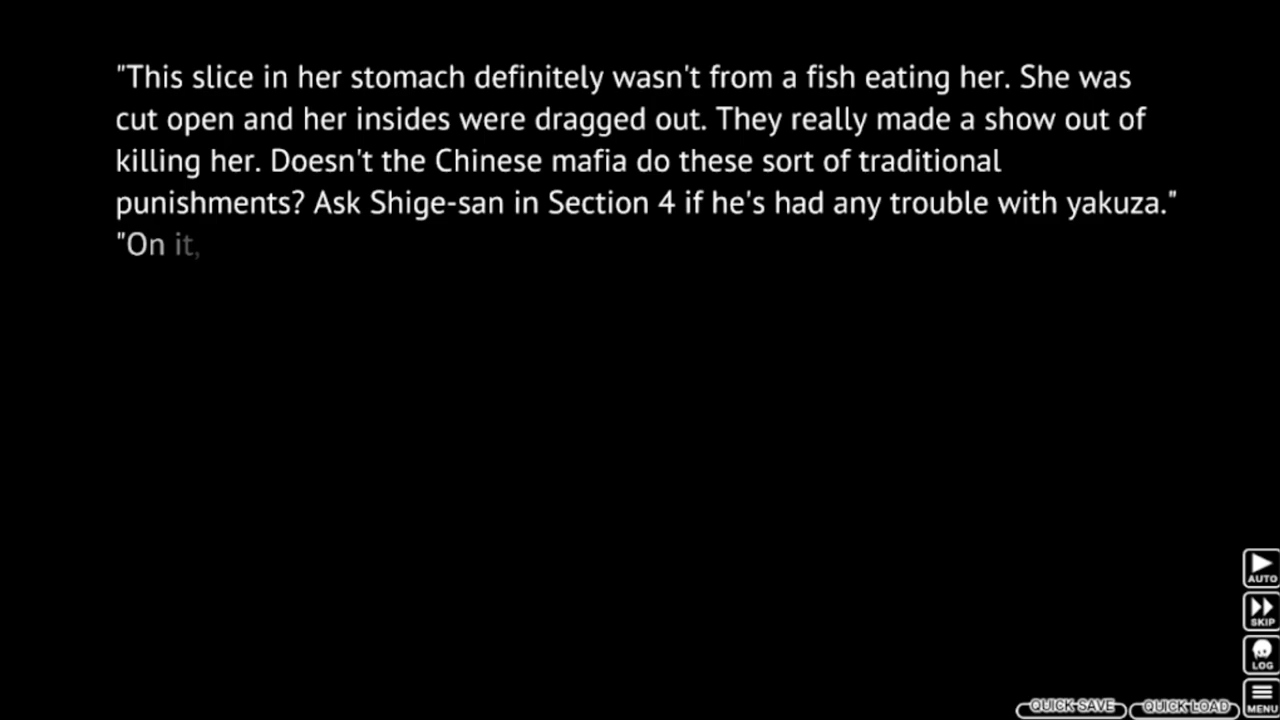 "This slice in her stomach definitely wasn't from a fish eating her. She was
cut open and her insides were dragged out. They really made a show out of
killing her. Doesn't the Chinese mafia do these sort of traditional
punishments? Ask Shige-san in Section 4 if he's had any trouble with yakuza."
"On it,
AUTO
SKIP
LOG
MENU
QUICK SAVE QUICK LOAD